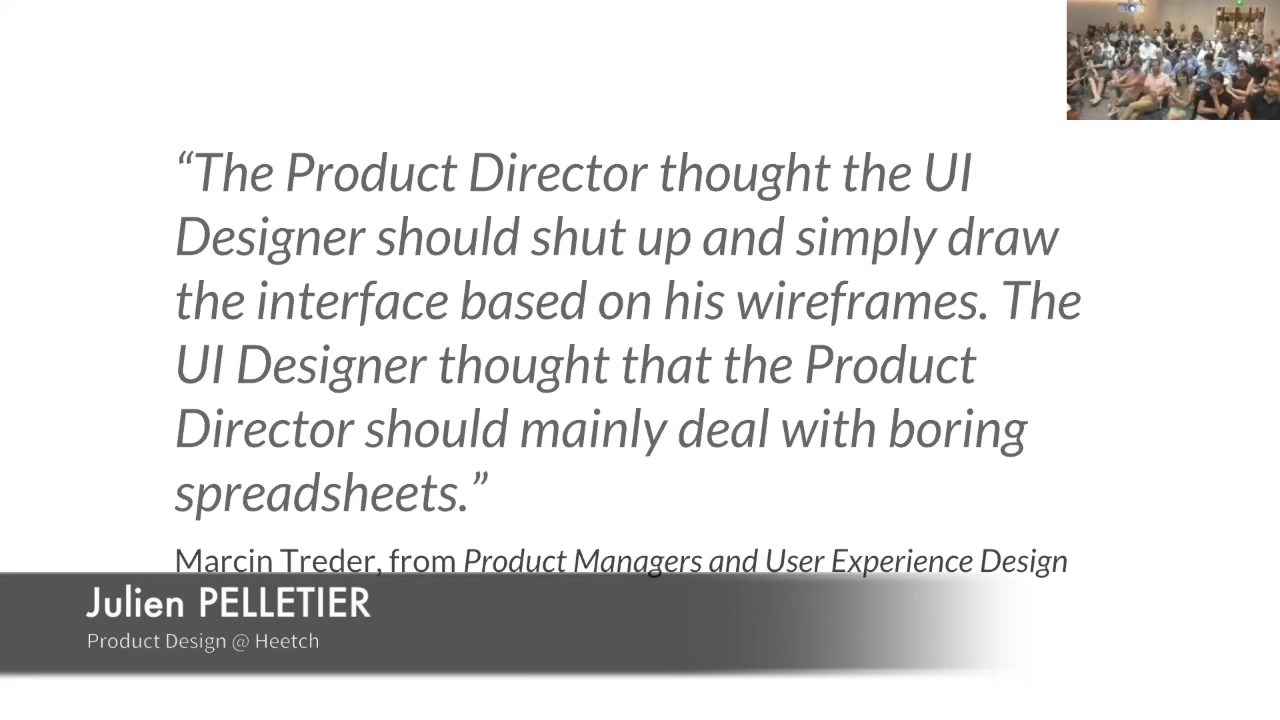 “The Product Director thought the UI
Designer should shut up and simply draw
the interface based on his wireframes. The
UI Designer thought that the Product
Director should mainly deal with boring
spreadsheets.”
Marcin Treder, from Product Managers and User Experience Design
Julien PELLETIER
Product Design @ Heetch